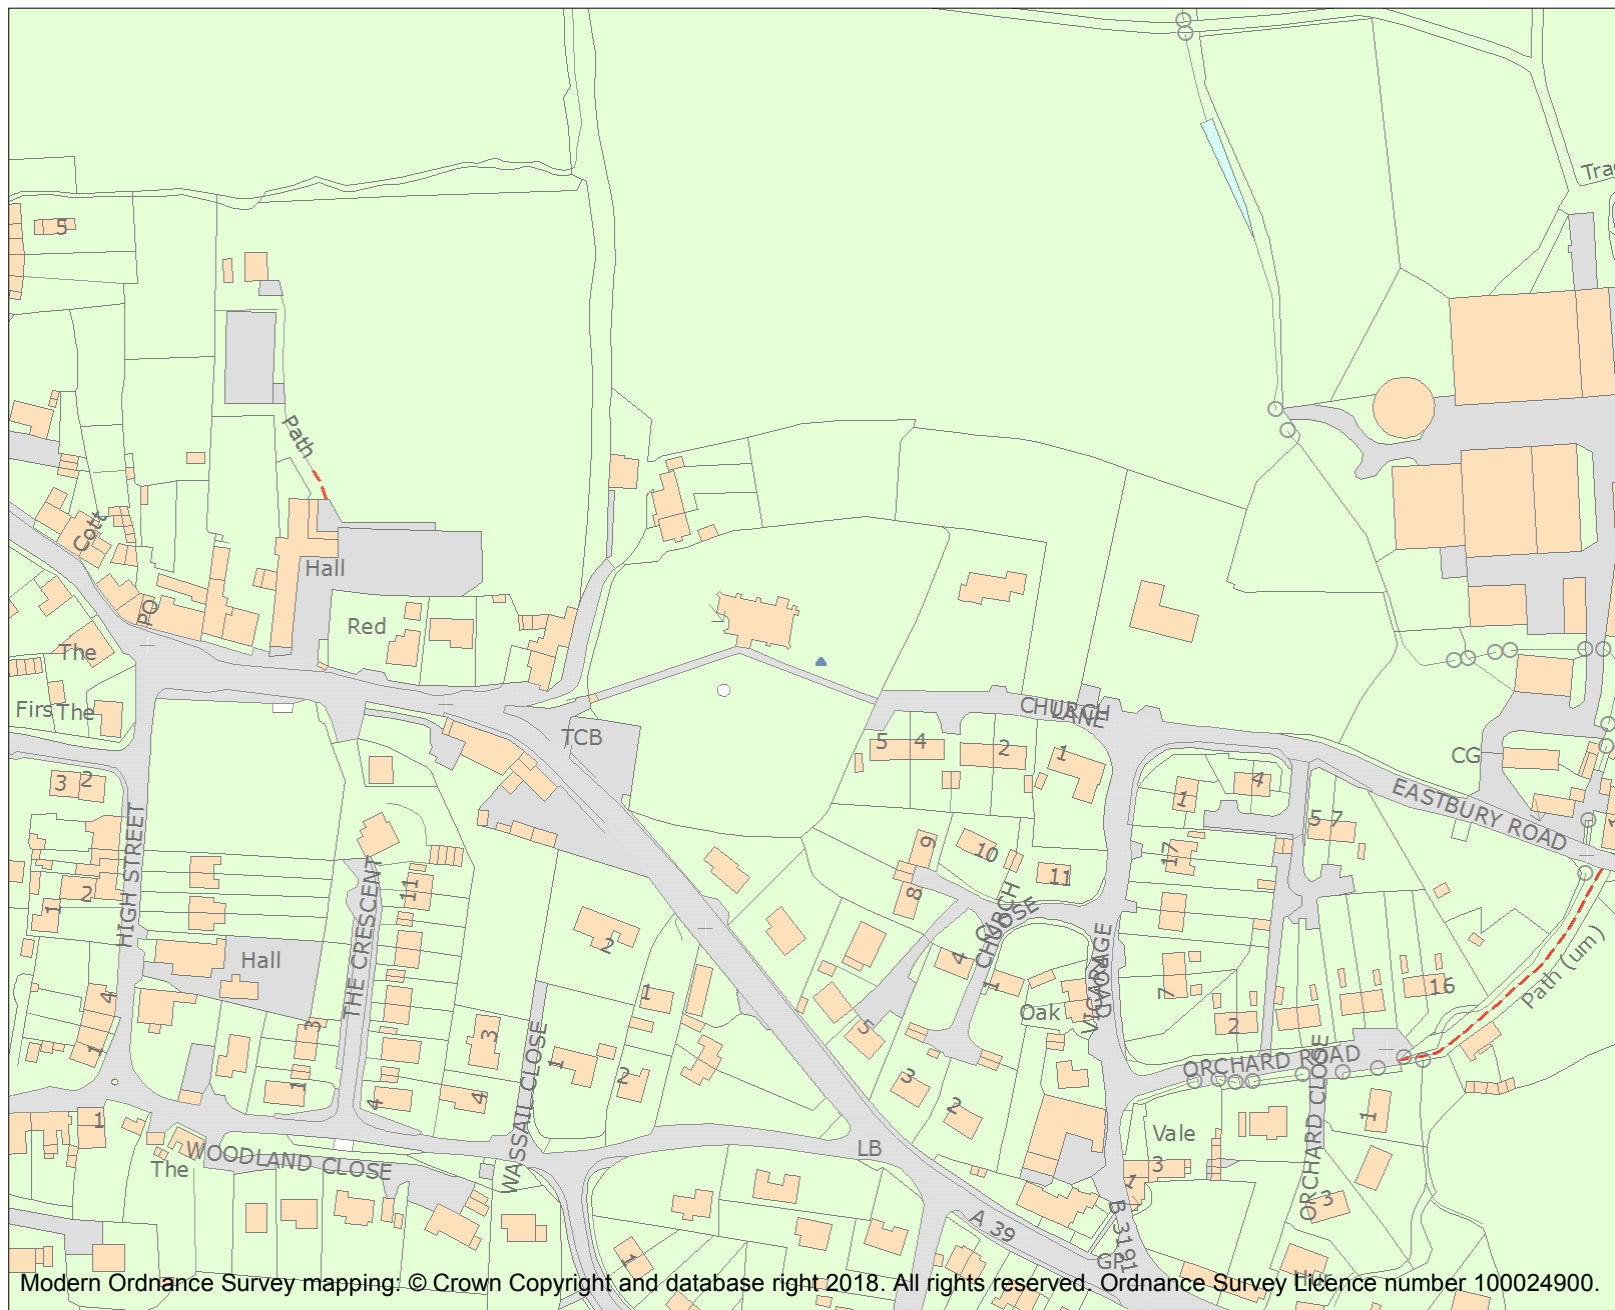 5
Path
Cott
PO
Hall
Red
The
Firs The
TCB
3 2
HIGH STREET
2
1
Hall
4
1
THE CRESCENT
11
3
1
4
2
3
4
WASSAIL CLOSE
1
2
1
5 4 2 1
CHURCH
LANE
9
10
11
8
CHURCH
CLOSE
4
1
5
3
2
Oak
VICARAGE
CG
EASTBURY ROAD
1 4
5 7
17
7
2
16
Path (um)
ORCHARD ROAD
ORCHARD CLOSE
1
3
Vale
3
1
1
The
WOODLAND CLOSE
LB
A 39
B 3191
GP
1
Modern Ordnance Survey mapping: © Crown Copyright and database right 2018. All rights reserved. Ordnance Survey Licence number 100024900.